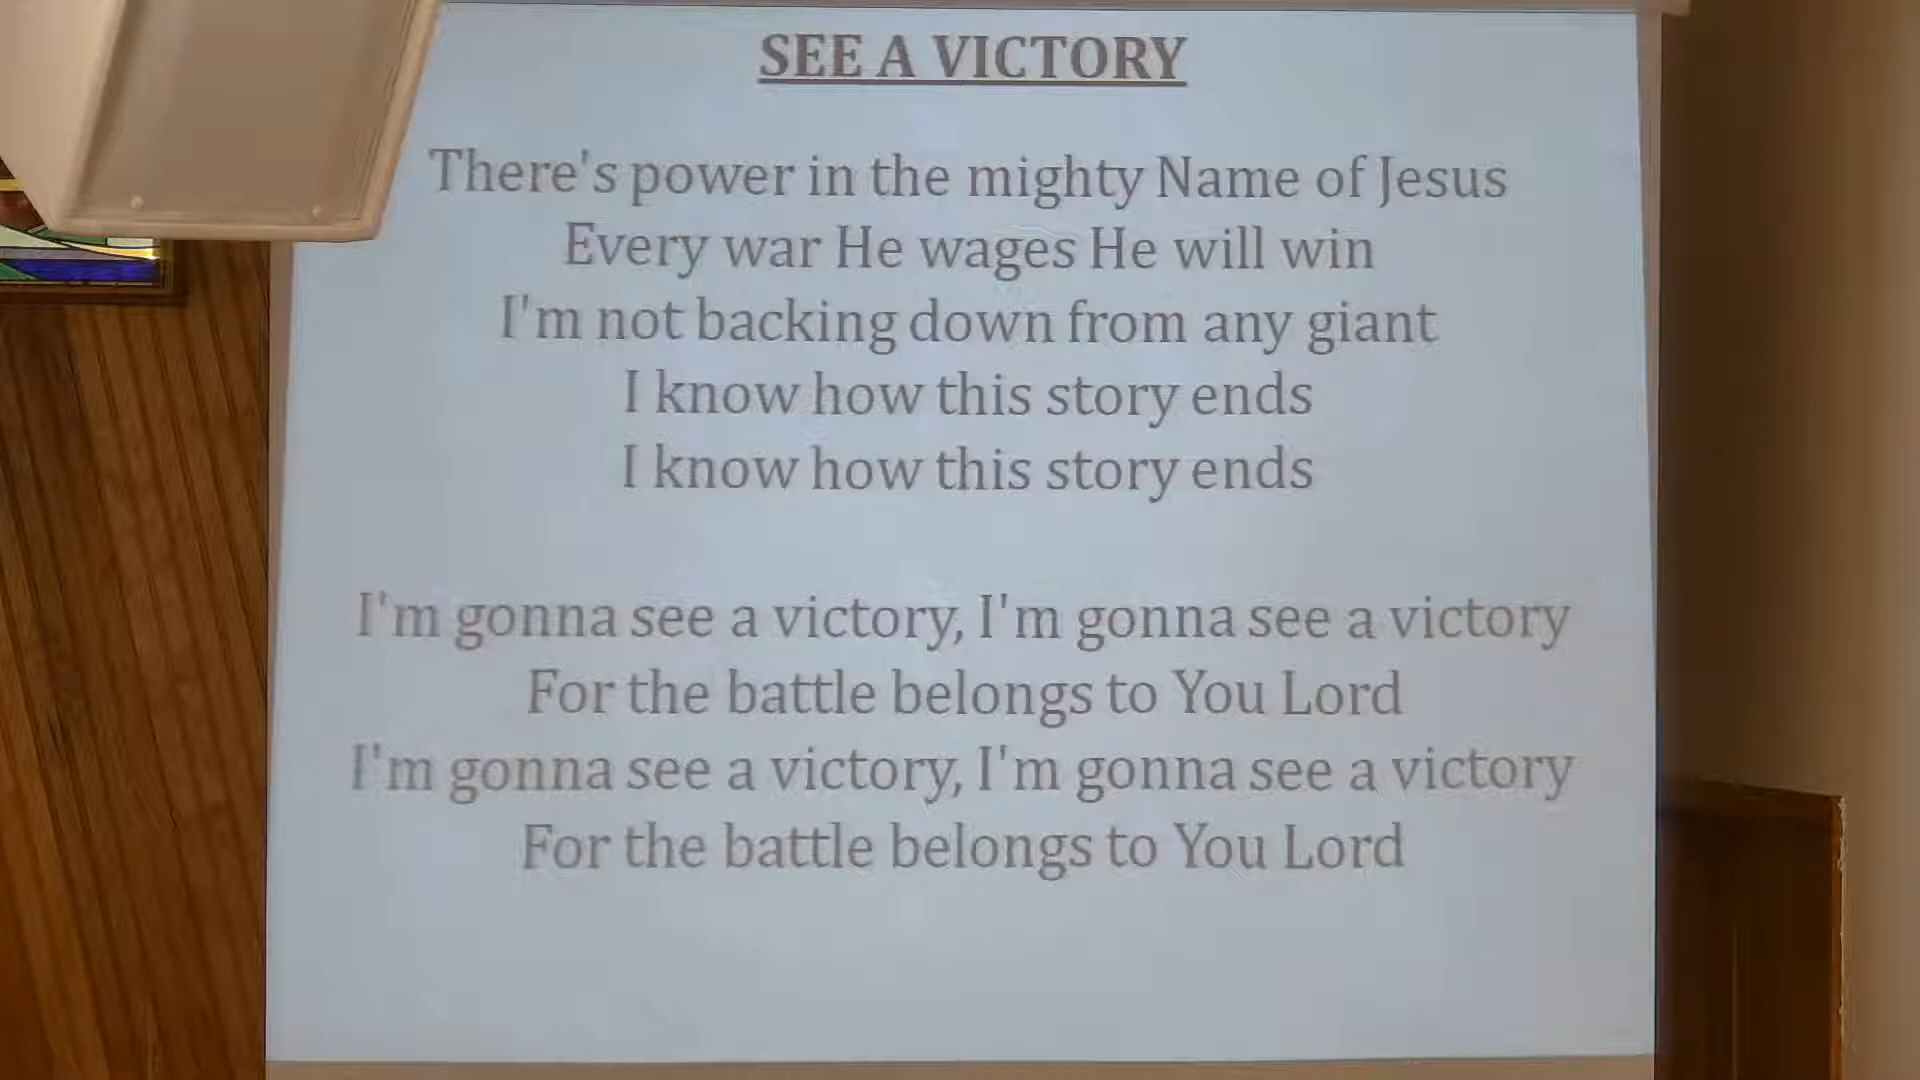 SEE A VICTORY
There's power in the mighty Name of Jesus
Every war He wages He will win
I'm not backing down from any giant
I know how this story ends
I know how this story ends
I'm gonna see a victory, I'm gonna see a victory
For the battle belongs to You Lord
I'm gonna see a victory, I'm gonna see a victory
For the battle belongs to You Lord